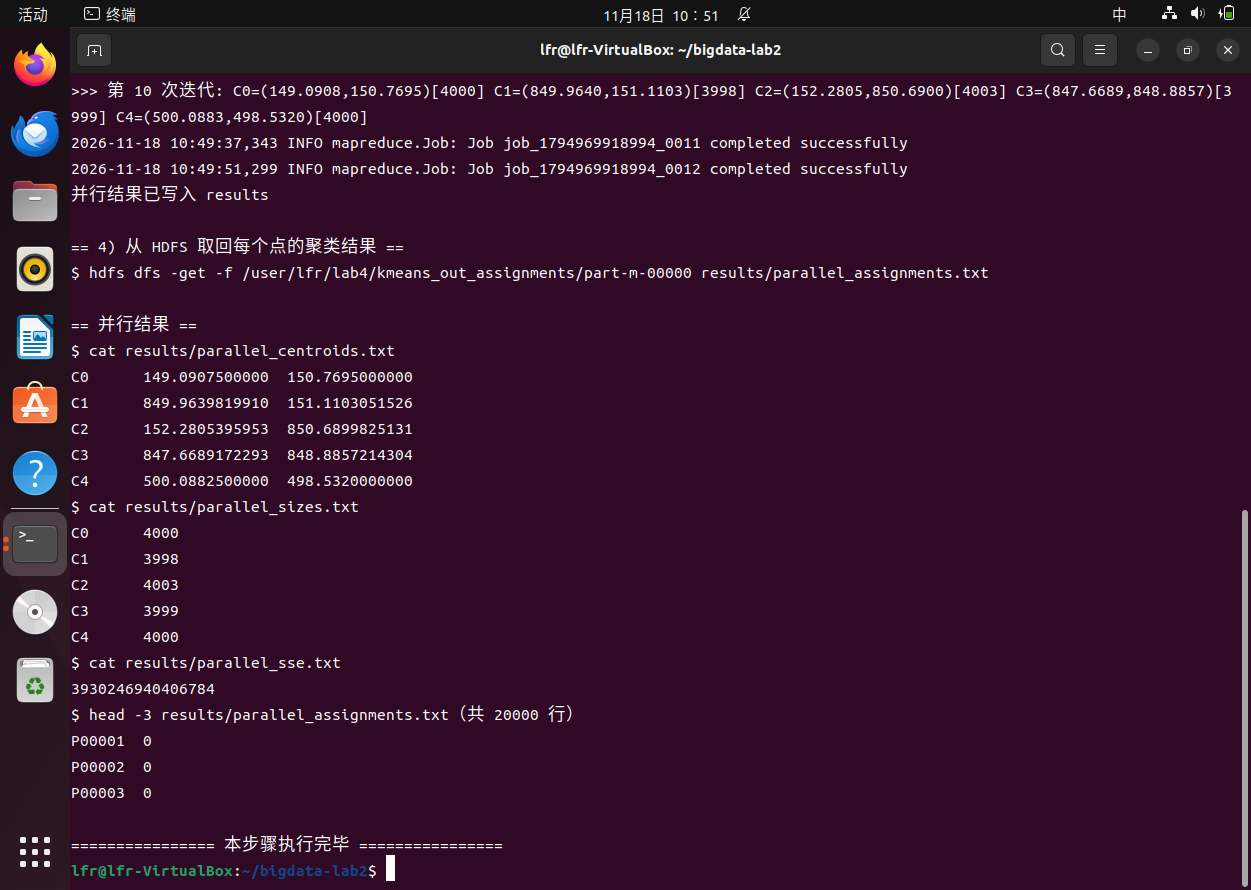 活动 终端 11月18日 10：51 中
lfr@lfr-VirtualBox: ~/bigdata-lab2
>>> 第 10 次迭代: C0=(149.0908,150.7695)[4000] C1=(849.9640,151.1103)[3998] C2=(152.2805,850.6900)[4003] C3=(847.6689,848.8857)[3
999] C4=(500.0883,498.5320)[4000]
2026-11-18 10:49:37,343 INFO mapreduce.Job: Job job_1794969918994_0011 completed successfully
2026-11-18 10:49:51,299 INFO mapreduce.Job: Job job_1794969918994_0012 completed successfully
并行结果已写入 results
== 4) 从 HDFS 取回每个点的聚类结果 ==
$ hdfs dfs -get -f /user/lfr/lab4/kmeans_out_assignments/part-m-00000 results/parallel_assignments.txt
== 并行结果 ==
$ cat results/parallel_centroids.txt
C0 149.0907500000 150.7695000000
C1 849.9639819910 151.1103051526
C2 152.2805395953 850.6899825131
C3 847.6689172293 848.8857214304
C4 500.0882500000 498.5320000000
$ cat results/parallel_sizes.txt
C0 4000
C1 3998
C2 4003
C3 3999
C4 4000
$ cat results/parallel_sse.txt
3930246940406784
$ head -3 results/parallel_assignments.txt（共 20000 行）
P00001 0
P00002 0
P00003 0
================ 本步骤执行完毕 ================
lfr@lfr-VirtualBox:~/bigdata-lab2$